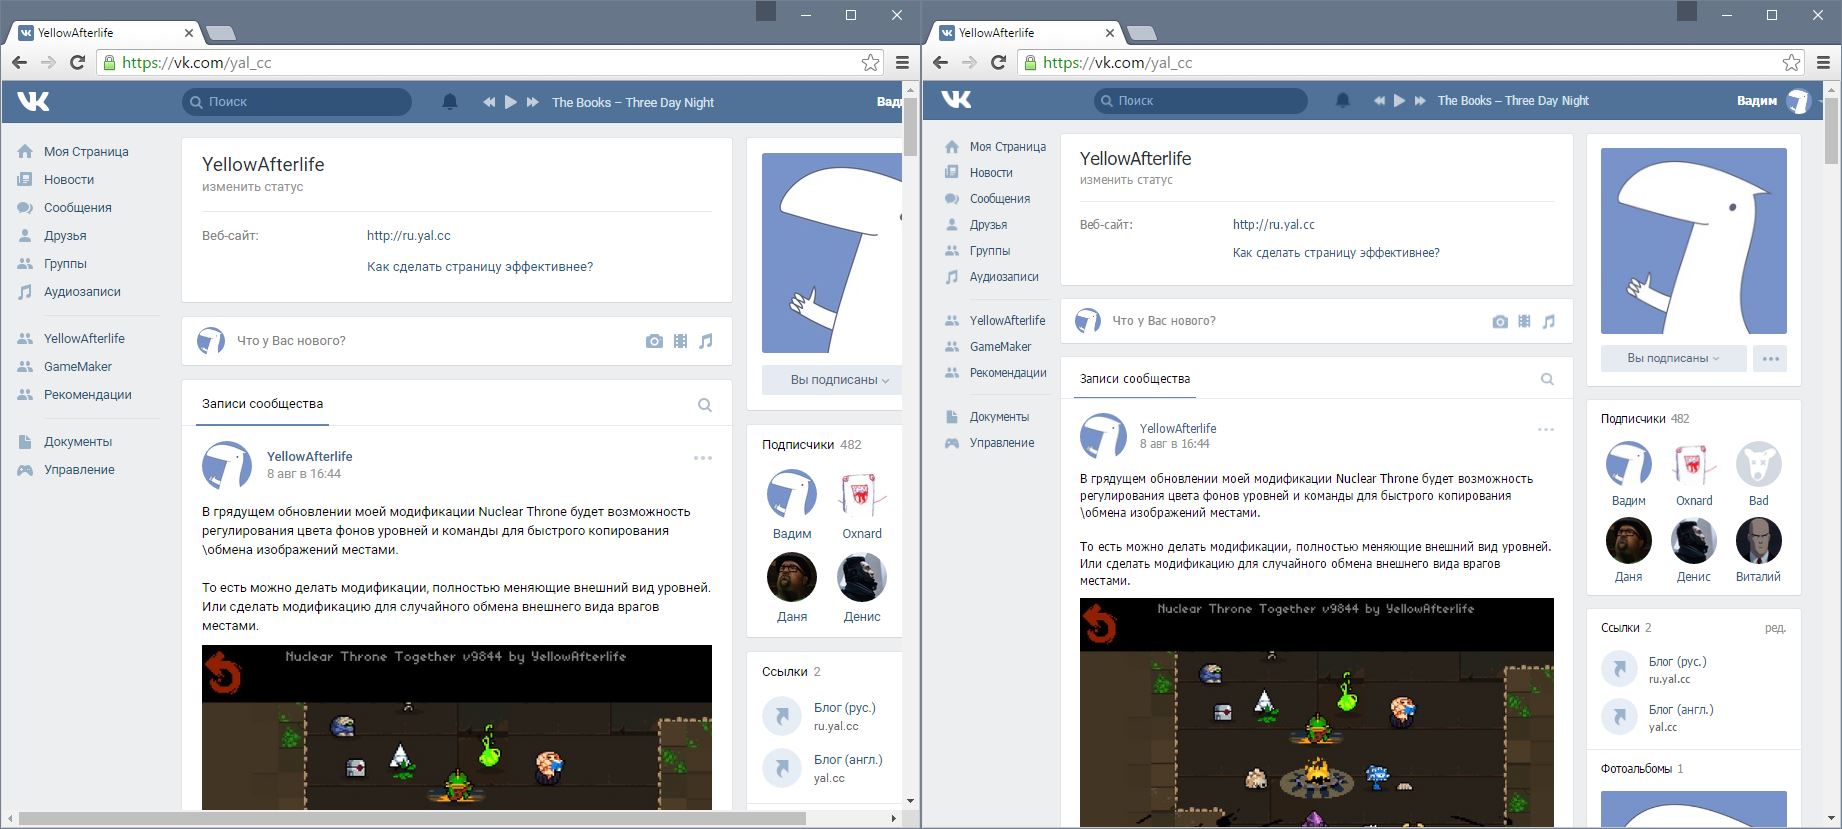 YellowAfterlife
https://vk.com/yal_cc
Поиск
The Books – Three Day Night
Вад
Моя Страница
Новости
Сообщения
Друзья
Группы
Аудиозаписи
YellowAfterlife
GameMaker
Рекомендации
Документы
Управление
YellowAfterlife
изменить статус
Веб-сайт:
http://ru.yal.cc
Как сделать страницу эффективнее?
Что у Вас нового?
Записи сообщества
YellowAfterlife
8 авг в 16:44
В грядущем обновлении моей модификации Nuclear Throne будет возможность
регулирования цвета фонов уровней и команды для быстрого копирования
\обмена изображений местами.
То есть можно делать модификации, полностью меняющие внешний вид уровней.
Или сделать модификацию для случайного обмена внешнего вида врагов
местами.
Nuclear Throne Together v9844 by YellowAfterlife
Вы подписаны
Подписчики 482
Вадим
Oxnard
Даня
Денис
Ссылки 2
Блог (рус.)
ru.yal.cc
Блог (англ.)
yal.cc
YellowAfterlife
https://vk.com/yal_cc
Поиск
The Books – Three Day Night
Вадим
Моя Страница
Новости
Сообщения
Друзья
Группы
Аудиозаписи
YellowAfterlife
GameMaker
Рекомендации
Документы
Управление
YellowAfterlife
изменить статус
Веб-сайт:
http://ru.yal.cc
Как сделать страницу эффективнее?
Что у Вас нового?
Записи сообщества
YellowAfterlife
8 авг в 16:44
В грядущем обновлении моей модификации Nuclear Throne будет возможность
регулирования цвета фонов уровней и команды для быстрого копирования
\обмена изображений местами.
То есть можно делать модификации, полностью меняющие внешний вид уровней.
Или сделать модификацию для случайного обмена внешнего вида врагов
местами.
Nuclear Throne Together v9844 by YellowAfterlife
Вы подписаны
Подписчики 482
Вадим
Oxnard
Bad
Даня
Денис
Виталий
Ссылки 2
ред.
Блог (рус.)
ru.yal.cc
Блог (англ.)
yal.cc
Фотоальбомы 1